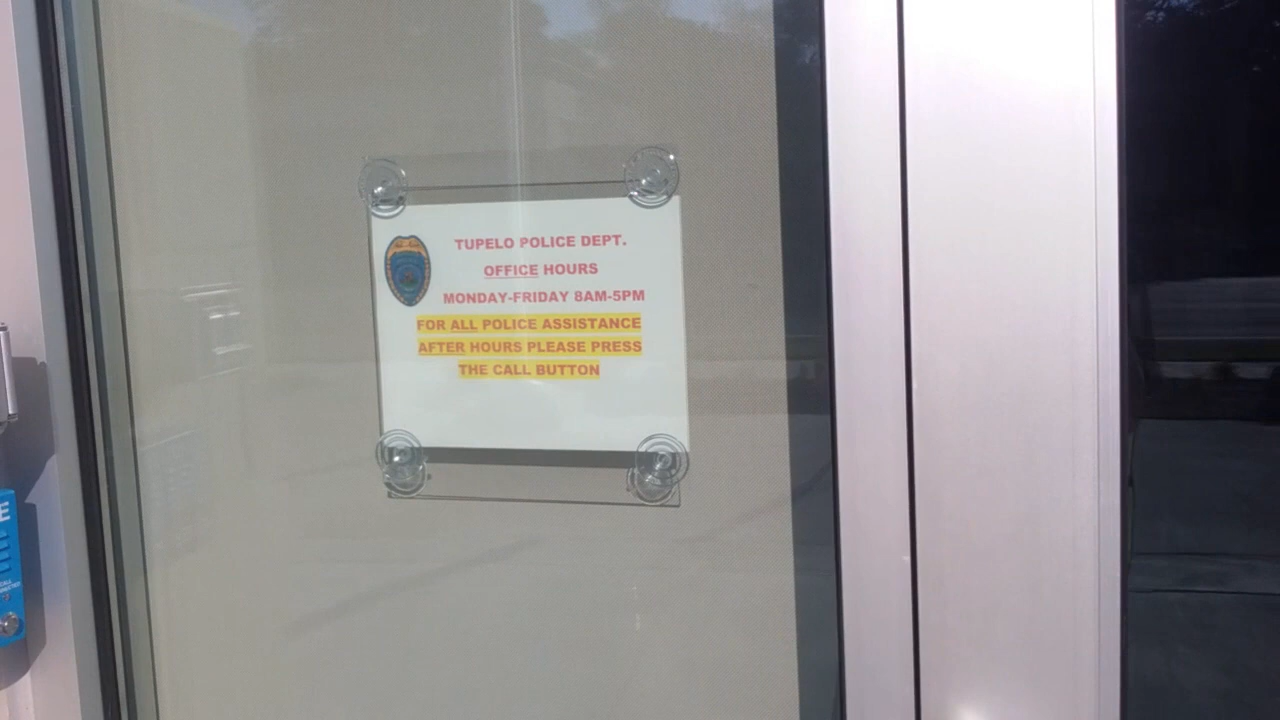 TUPELO POLICE DEPT.
OFFICE HOURS
MONDAY-FRIDAY 8AM-5PM
FOR ALL POLICE ASSISTANCE
AFTER HOURS PLEASE PRESS
THE CALL BUTTON
E
CALL